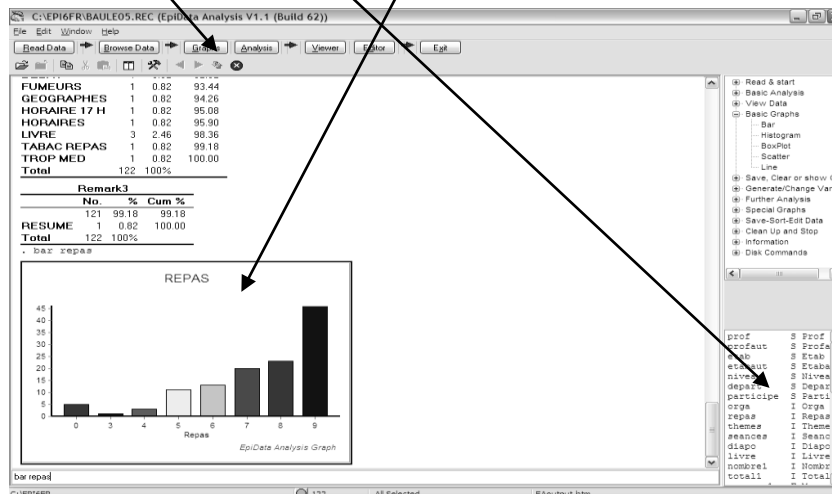 C:\EPI6FR\BAULE05.REC (EpiData Analysis V1.1 (Build 62))
File Edit Window Help
Read Data Browse Data Graphs Analysis Viewer Editor Exit
FUMEURS 1 0.82 93.44
GEOGRAPHES 1 0.82 94.26
HORAIRE 17 H 1 0.82 95.08
HORAIRES 1 0.82 95.90
LIVRE 3 2.46 98.36
TABAC REPAS 1 0.82 99.18
TROP MED 1 0.82 100.00
Total 122 100%
Remark3
No. % Cum %
121 99.18 99.18
RESUME 1 0.82 100.00
Total 122 100%
. bar repas
REPAS
45
40
35
30
25
20
15
10
5
0
0 3 4 5 6 7 8 9
Repas
EpiData Analysis Graph
bar repas
Read & start
Basic Analysis
View Data
Basic Graphs
Bar
Histogram
BoxPlot
Scatter
Line
Save, Clear or show
Generate/Change Var
Further Analysis
Special Graphs
Save-Sort-Edit Data
Clean Up and Stop
Information
Disk Commands
prof S Prof
profaut S Profa
etab S Etab
etabaut S Etaba
niveau S Nivea
depart S Depar
participe S Parti
orga I Orga
repas I Repas
themes I Theme
seances I Seanc
diapo I Diapo
livre I Livre
nombre1 I Nombr
total1 I Total
C:\EPI6FR 122 All Selected EAoutput.htm